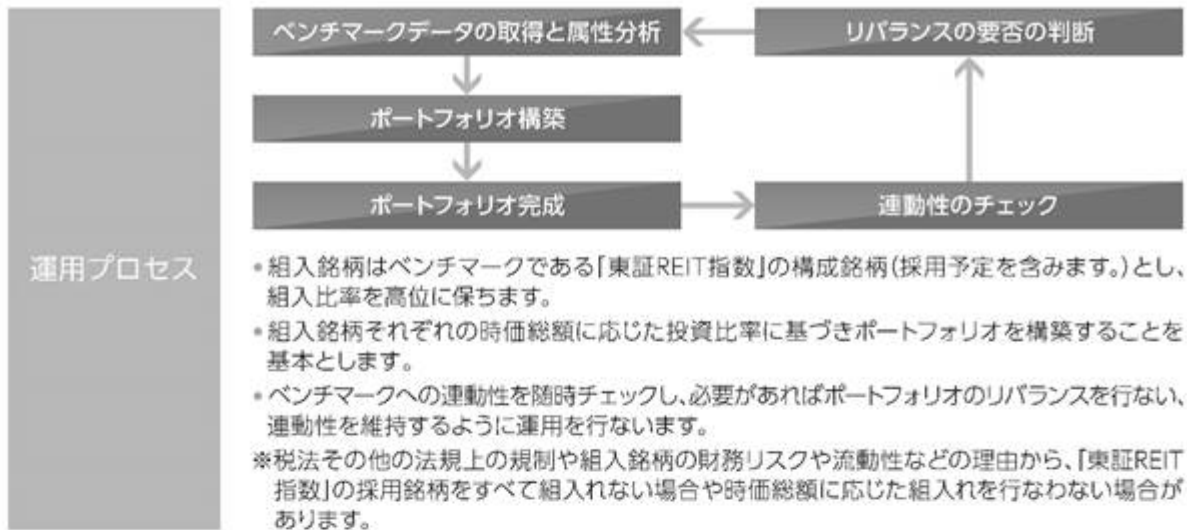 運用プロセス
ベンチマークデータの取得と属性分析
リバランスの要否の判断
ポートフォリオ構築
ポートフォリオ完成
連動性のチェック
•組入銘柄はベンチマークである「東証REIT指数」の構成銘柄(採用予定を含みます。)とし、
組入比率を高位に保ちます。
•組入銘柄それぞれの時価総額に応じた投資比率に基づきポートフォリオを構築することを
基本とします。
•ベンチマークへの連動性を随時チェックし、必要があればポートフォリオのリバランスを行ない、
連動性を維持するように運用を行ないます。
※税法その他の法規上の規制や組入銘柄の財務リスクや流動性などの理由から、「東証REIT
指数」の採用銘柄をすべて組入れない場合や時価総額に応じた組入れを行なわない場合が
あります。